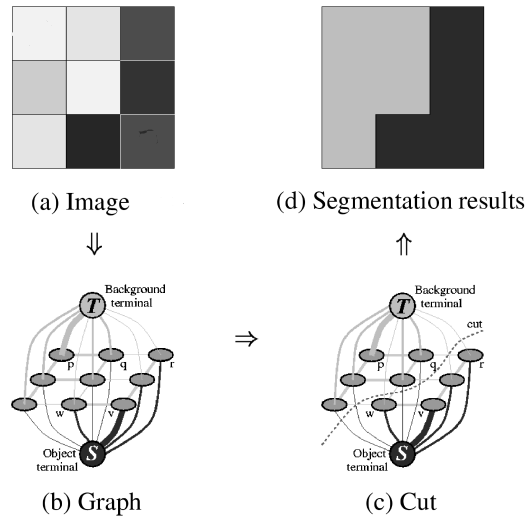 (a) Image
(d) Segmentation results
⇓
⇑
Background
terminal
T
p
q
r
w
v
S
Object
terminal
(b) Graph
⇒
Background
terminal
T
cut
p
q
r
w
v
S
Object
terminal
(c) Cut